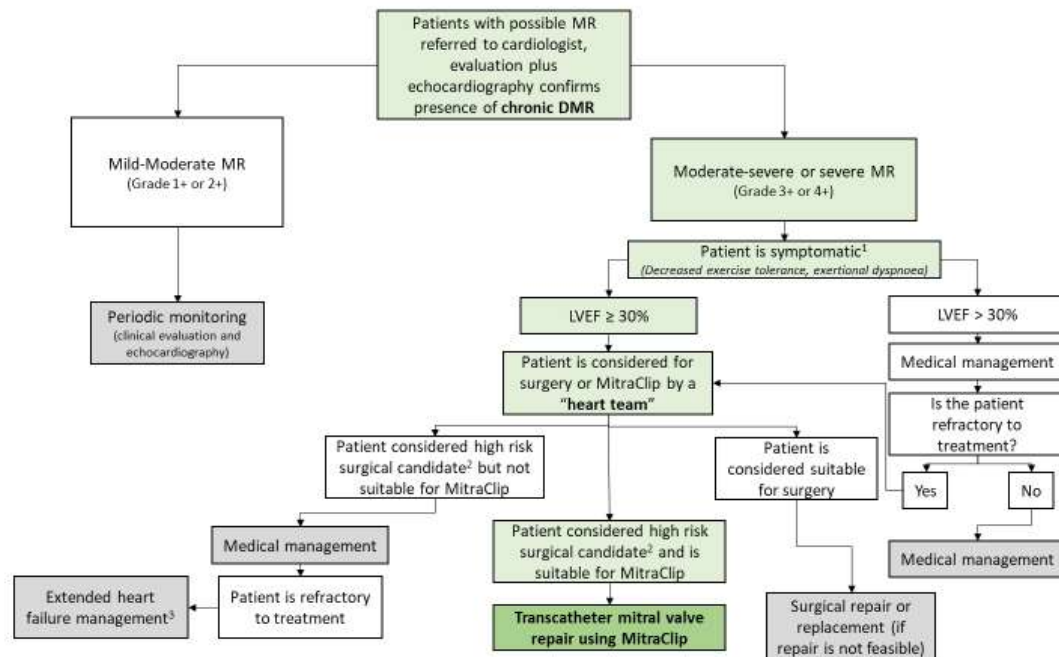 Patients with possible MR
referred to cardiologist,
evaluation plus
echocardiography confirms
presence of chronic DMR
Mild-Moderate MR
(Grade 1+ or 2+)
Moderate-severe or severe MR
(Grade 3+ or 4+)
Patient is symptomatic¹
(Decreased exercise tolerance, exertional dyspnoea)
Periodic monitoring
(clinical evaluation and
echocardiography)
LVEF ≥ 30%
LVEF > 30%
Patient is considered for
surgery or MitraClip by a
"heart team"
Medical management
Is the patient
refractory to
treatment?
Yes
No
Medical management
Patient considered high risk
surgical candidate² but not
suitable for MitraClip
Patient is
considered suitable
for surgery
Medical management
Patient considered high risk
surgical candidate² and is
suitable for MitraClip
Extended heart
failure management³
Patient is refractory
to treatment
Transcatheter mitral valve
repair using MitraClip
Surgical repair or
replacement (if
repair is not feasible)